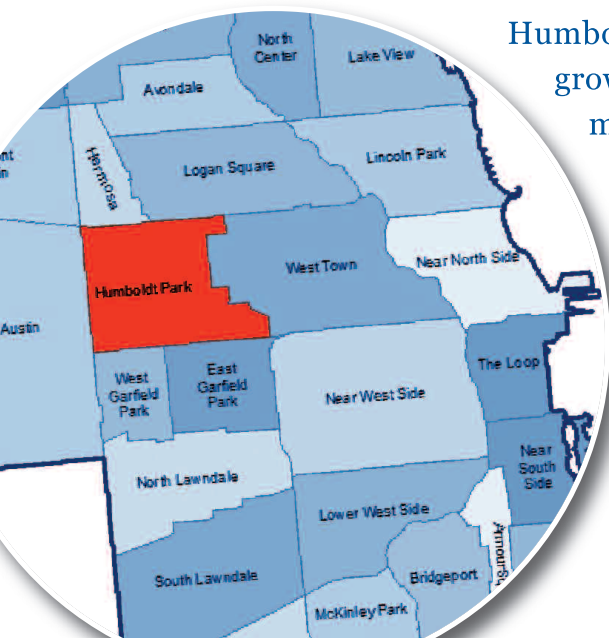 Humbo
grow
m
North
Center
Lake View
Avondale
Hermosa
Logan Square
Lincoln Park
Humboldt Park
West Town
Near North Side
Austin
West
Garfield
Park
East
Garfield
Park
Near West Side
The Loop
North Lawndale
Near
South
Side
Lower West Side
South Lawndale
Bridgeport
McKinley Park